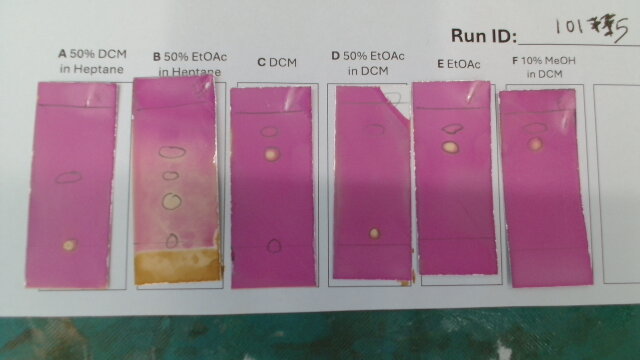 Run ID:
A 50% DCM
in Heptane
B 50% EtOAc
in Heptane
C DCM
D 50% EtOAc
in DCM
E EtOAc
F 10% MeOH
in DCM